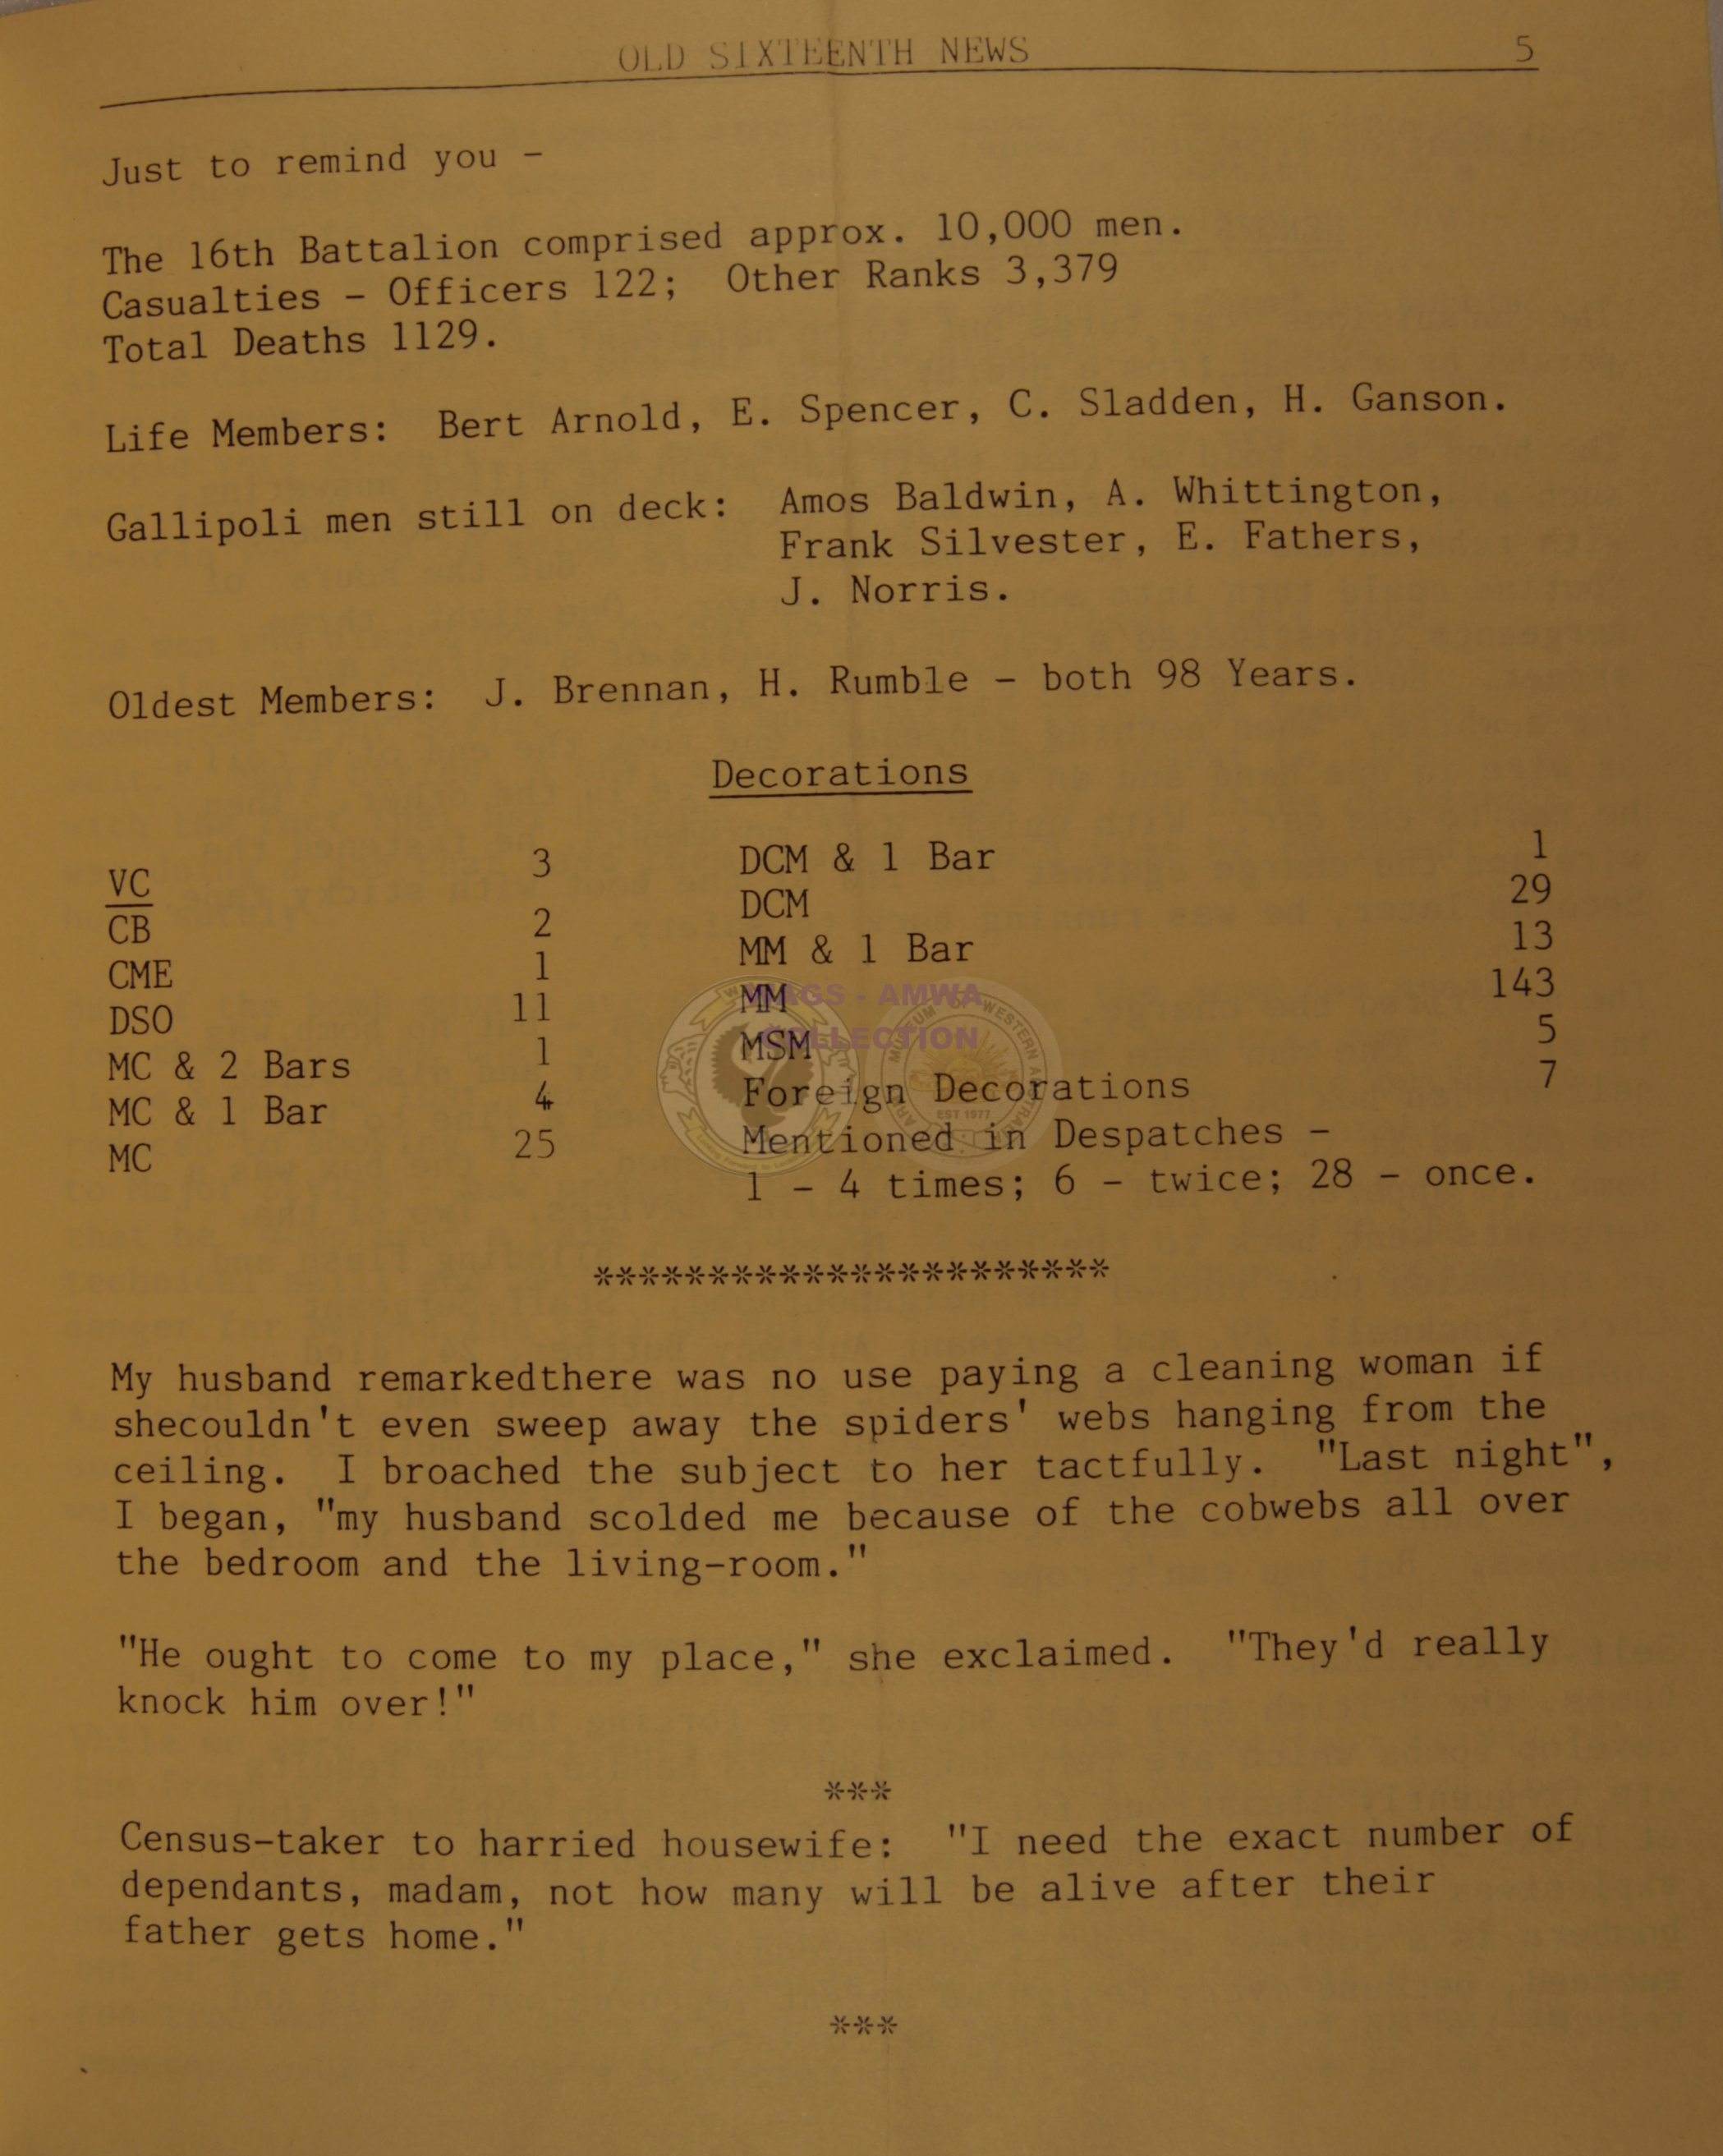 OLD SIXTEENTH NEWS 5
Just to remind you -
The 16th Battalion comprised approx. 10,000 men.
Casualties - Officers 122; Other Ranks 3,379
Total Deaths 1129.
Life Members: Bert Arnold, E. Spencer, C. Sladden, H. Ganson.
Gallipoli men still on deck: Amos Baldwin, A. Whittington,
Frank Silvester, E. Fathers,
J. Norris.
Oldest Members: J. Brennan, H. Rumble - both 98 Years.
Decorations
VC 3
CB 2
CME 1
DSO 11
MC & 2 Bars 1
MC & 1 Bar 4
MC 25
DCM & 1 Bar 1
DCM 29
MM & 1 Bar 13
MM 143
MSM 5
Foreign Decorations 7
Mentioned in Despatches -
1 - 4 times; 6 - twice; 28 - once.
**********************
My husband remarkedthere was no use paying a cleaning woman if
shecouldn't even sweep away the spiders' webs hanging from the
ceiling. I broached the subject to her tactfully. "Last night",
I began, "my husband scolded me because of the cobwebs all over
the bedroom and the living-room."
"He ought to come to my place," she exclaimed. "They'd really
knock him over!"
***
Census-taker to harried housewife: "I need the exact number of
dependants, madam, not how many will be alive after their
father gets home."
***
AMWA
COLLECTION
EST 1977